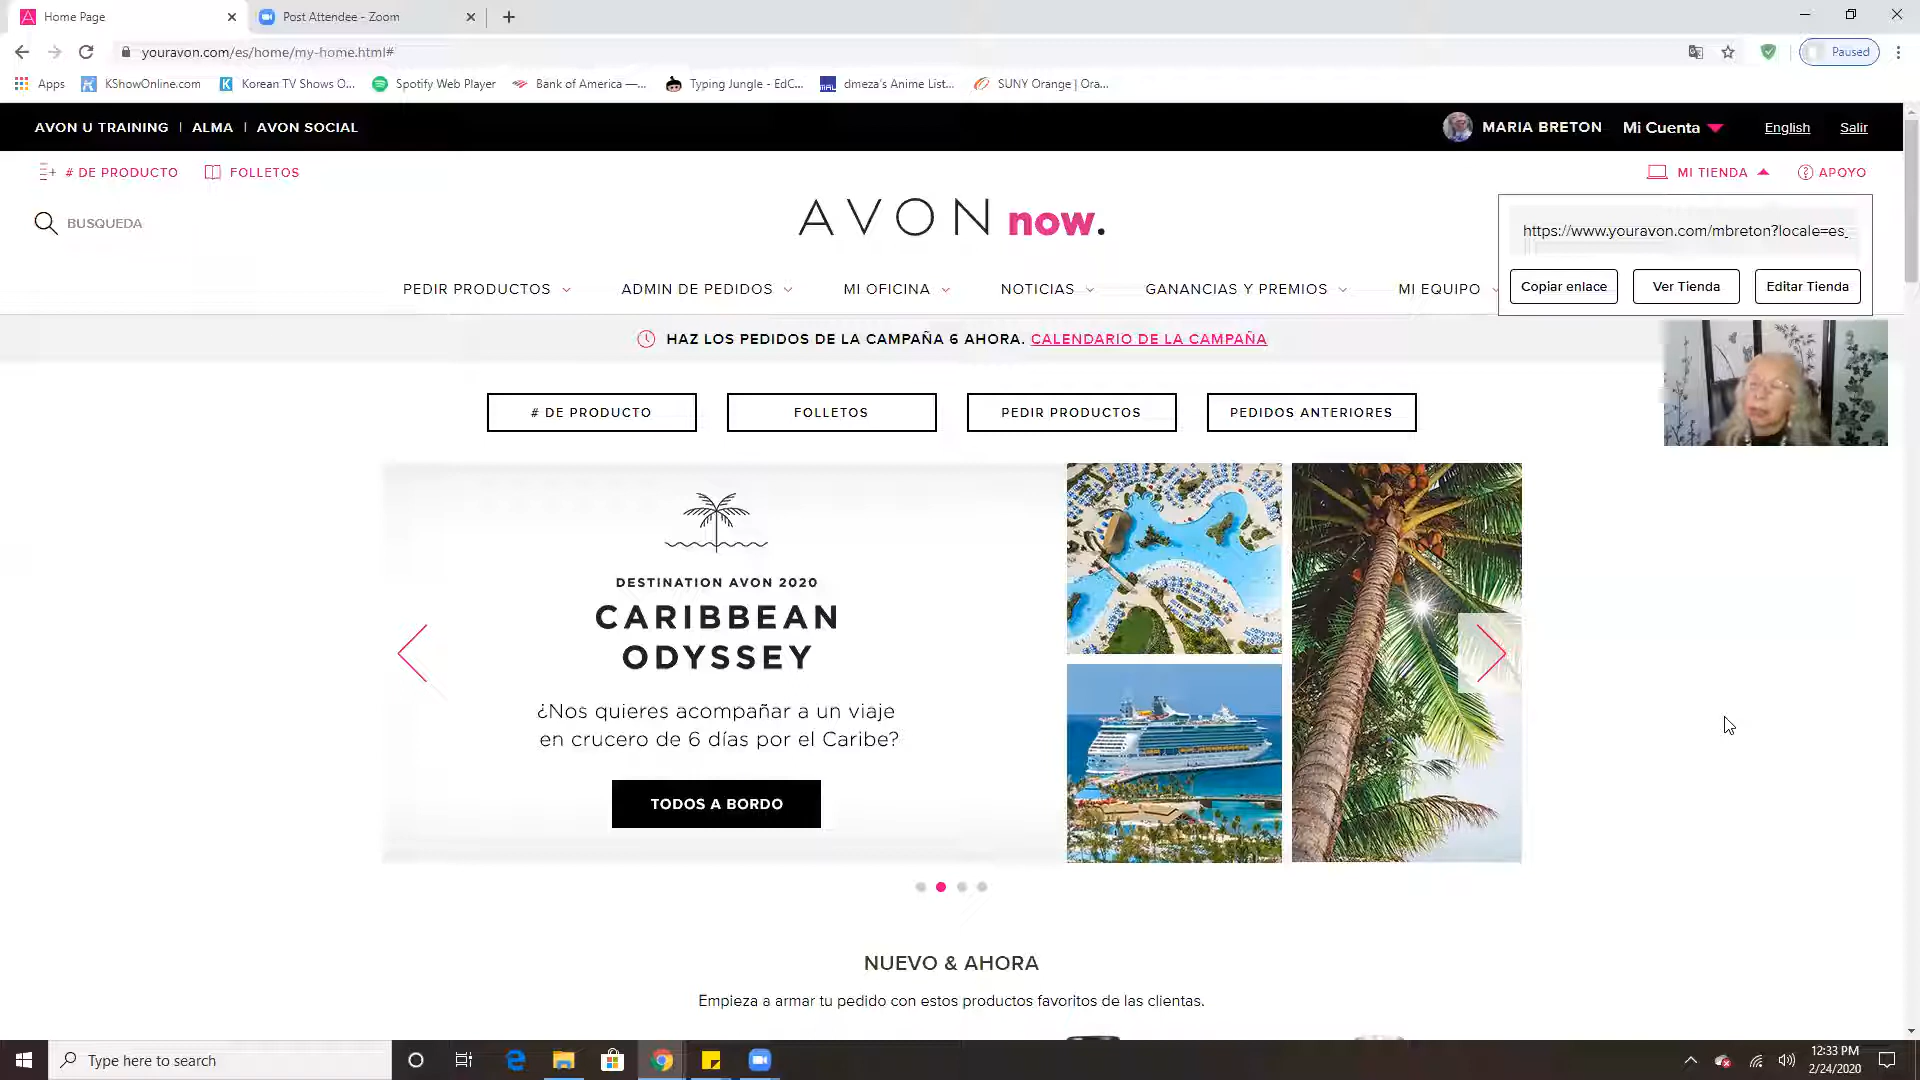 Home Page
Post Attendee - Zoom
youravon.com/es/home/my-home.html#
Paused
Apps
KShowOnline.com
Korean TV Shows O...
Spotify Web Player
Bank of America —...
Typing Jungle - EdC...
dmeza's Anime List...
SUNY Orange | Ora...
AVON U TRAINING | ALMA | AVON SOCIAL
MARIA BRETON
Mi Cuenta
English
Salir
# DE PRODUCTO
FOLLETOS
MI TIENDA
APOYO
BUSQUEDA
AVON now.
https://www.youravon.com/mbreton?locale=es_
Copiar enlace
Ver Tienda
Editar Tienda
PEDIR PRODUCTOS
ADMIN DE PEDIDOS
MI OFICINA
NOTICIAS
GANANCIAS Y PREMIOS
MI EQUIPO
HAZ LOS PEDIDOS DE LA CAMPAÑA 6 AHORA. CALENDARIO DE LA CAMPAÑA
# DE PRODUCTO
FOLLETOS
PEDIR PRODUCTOS
PEDIDOS ANTERIORES
DESTINATION AVON 2020
CARIBBEAN
ODYSSEY
¿Nos quieres acompañar a un viaje
en crucero de 6 días por el Caribe?
TODOS A BORDO
NUEVO & AHORA
Empieza a armar tu pedido con estos productos favoritos de las clientas.
Type here to search
12:33 PM
2/24/2020